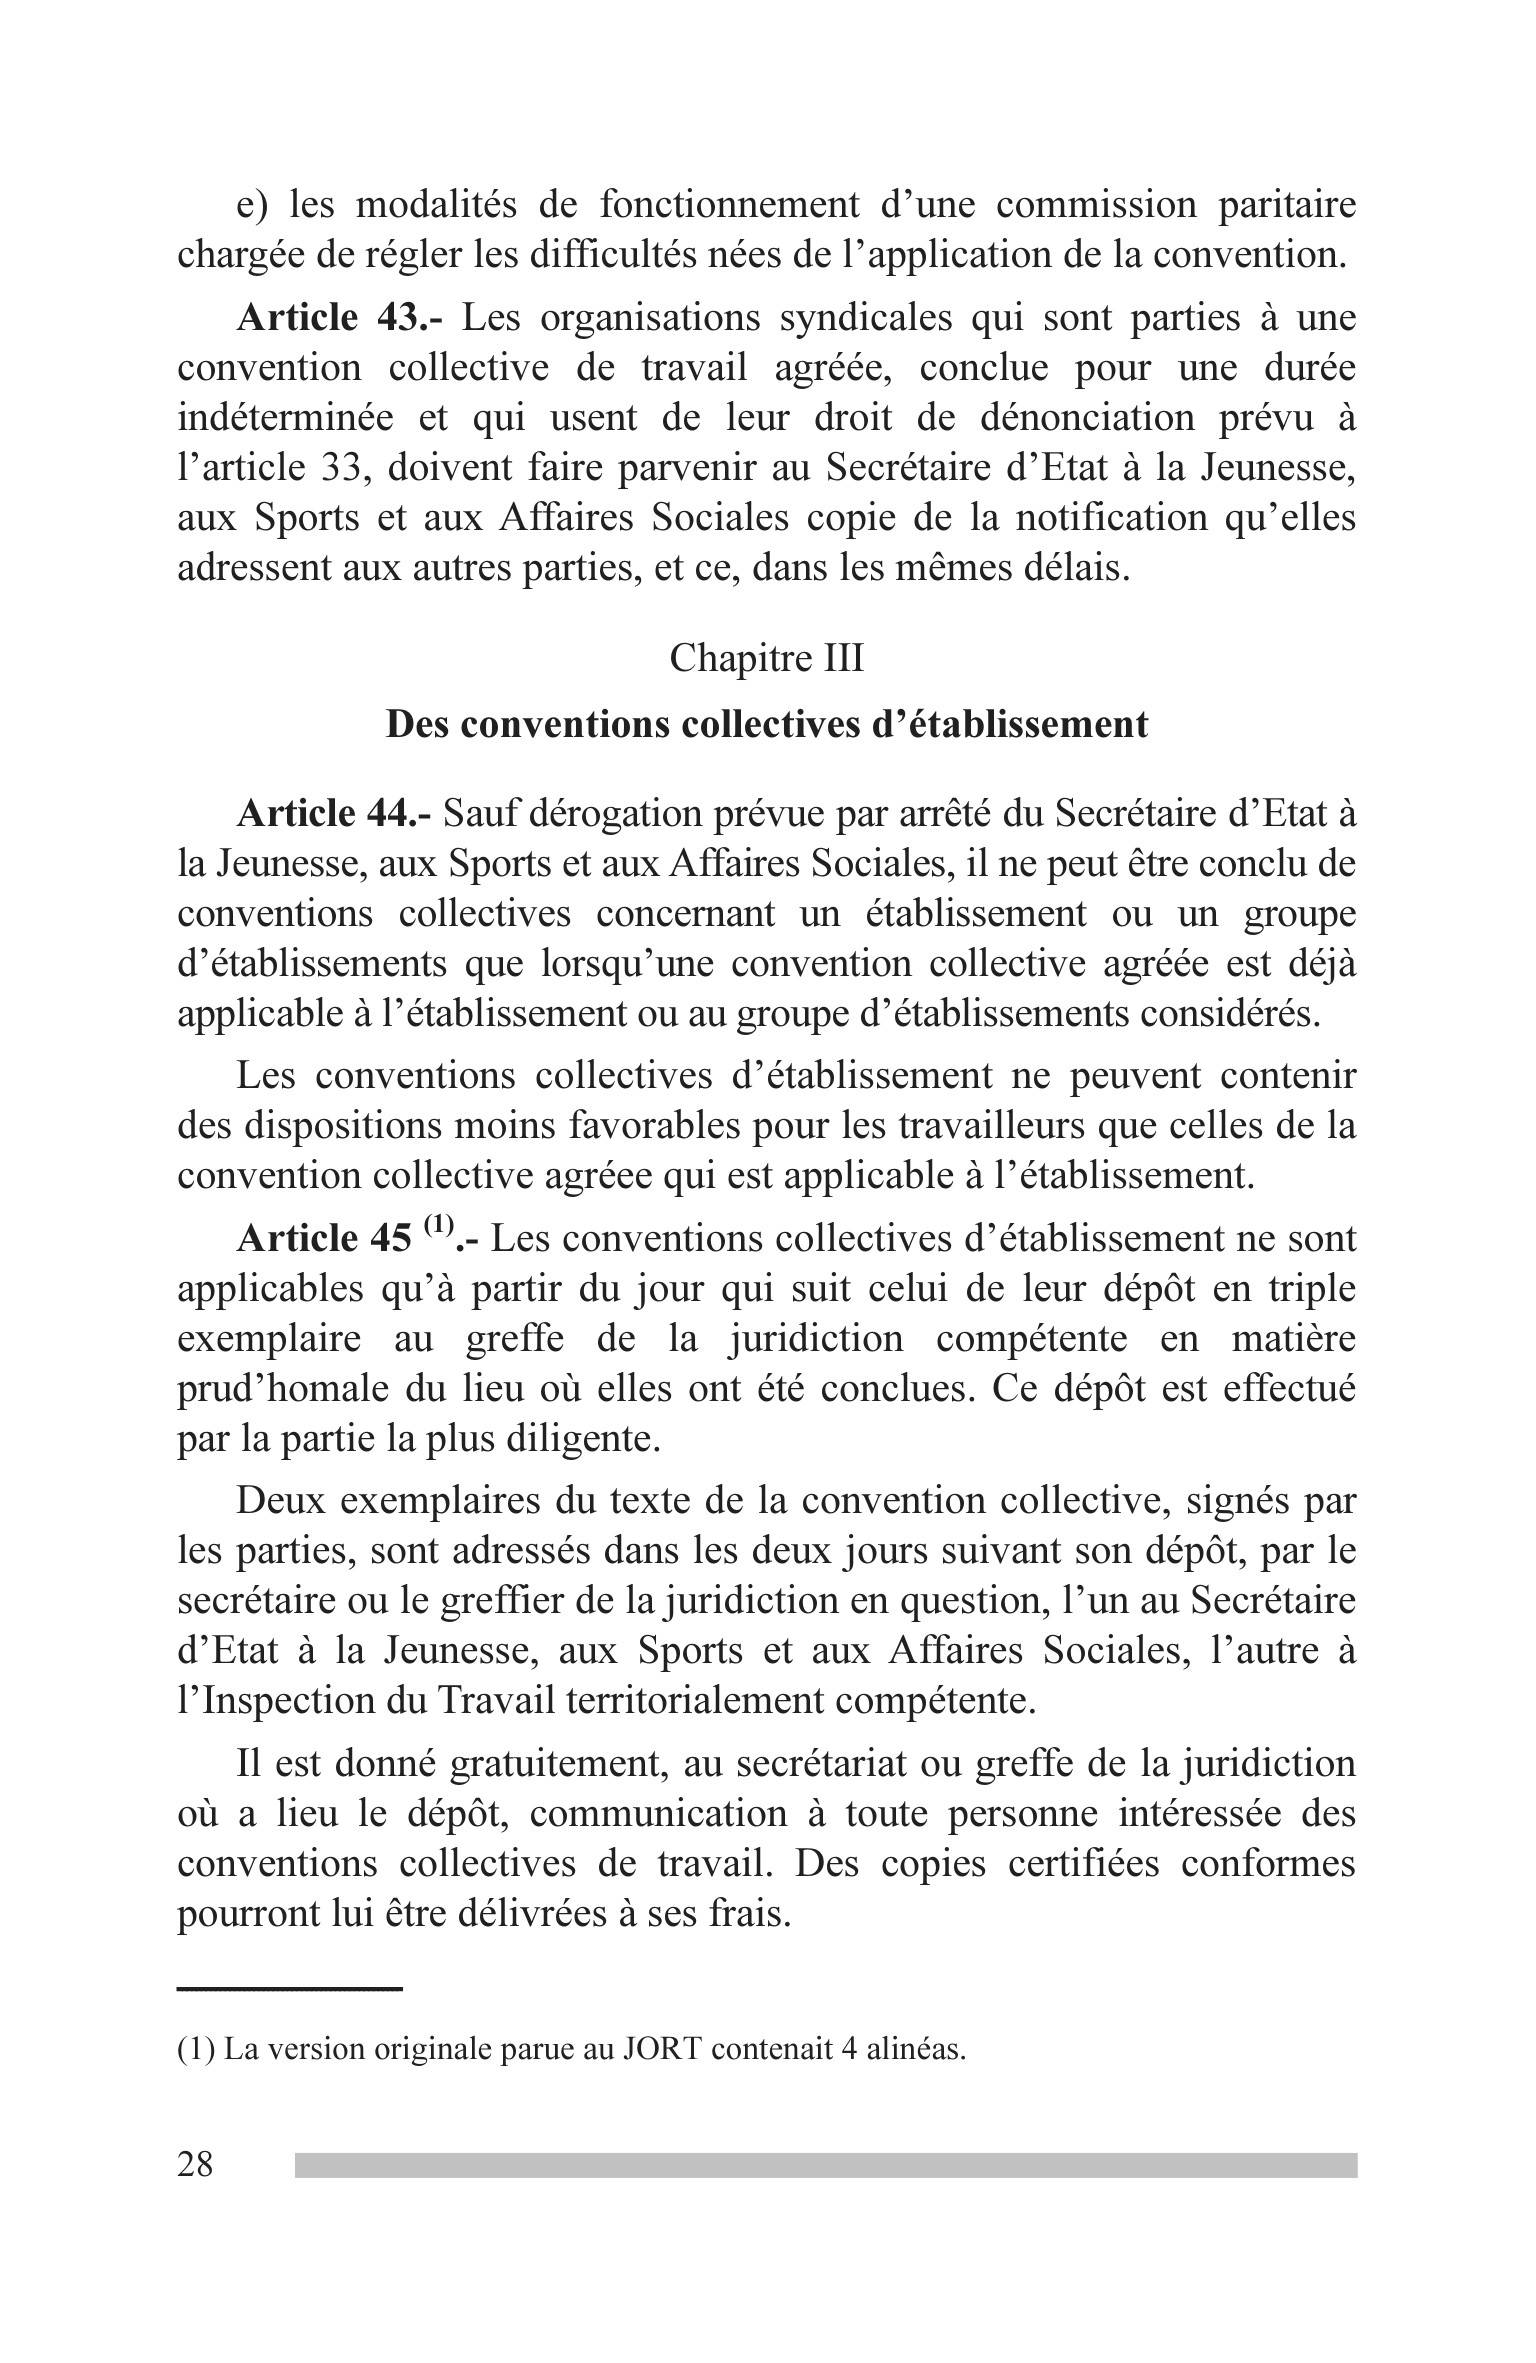 e) les modalités de fonctionnement d’une commission paritaire
chargée de régler les difficultés nées de l’application de la convention.
Article 43.- Les organisations syndicales qui sont parties à une
convention collective de travail agréée, conclue pour une durée
indéterminée et qui usent de leur droit de dénonciation prévu à
l’article 33, doivent faire parvenir au Secrétaire d’Etat à la Jeunesse,
aux Sports et aux Affaires Sociales copie de la notification qu’elles
adressent aux autres parties, et ce, dans les mêmes délais.
Chapitre III
Des conventions collectives d’établissement
Article 44.- Sauf dérogation prévue par arrêté du Secrétaire d’Etat à
la Jeunesse, aux Sports et aux Affaires Sociales, il ne peut être conclu de
conventions collectives concernant un établissement ou un groupe
d’établissements que lorsqu’une convention collective agréée est déjà
applicable à l’établissement ou au groupe d’établissements considérés.
Les conventions collectives d’établissement ne peuvent contenir
des dispositions moins favorables pour les travailleurs que celles de la
convention collective agréee qui est applicable à l’établissement.
Article 45 (1).- Les conventions collectives d’établissement ne sont
applicables qu’à partir du jour qui suit celui de leur dépôt en triple
exemplaire au greffe de la juridiction compétente en matière
prud’homale du lieu où elles ont été conclues. Ce dépôt est effectué
par la partie la plus diligente.
Deux exemplaires du texte de la convention collective, signés par
les parties, sont adressés dans les deux jours suivant son dépôt, par le
secrétaire ou le greffier de la juridiction en question, l’un au Secrétaire
d’Etat à la Jeunesse, aux Sports et aux Affaires Sociales, l’autre à
l’Inspection du Travail territorialement compétente.
Il est donné gratuitement, au secrétariat ou greffe de la juridiction
où a lieu le dépôt, communication à toute personne intéressée des
conventions collectives de travail. Des copies certifiées conformes
pourront lui être délivrées à ses frais.
(1) La version originale parue au JORT contenait 4 alinéas.
28